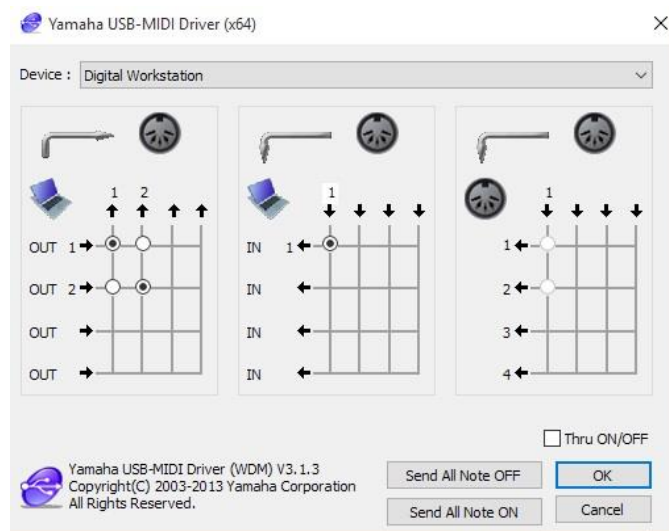 Yamaha USB-MIDI Driver (x64)
Device : Digital Workstation
1 2
OUT 1
OUT 2
OUT
OUT
1
IN 1
IN
IN
IN
1
1
2
3
4
Thru ON/OFF
Yamaha USB-MIDI Driver (WDM) V3.1.3
Copyright(C) 2003-2013 Yamaha Corporation
All Rights Reserved.
Send All Note OFF
OK
Send All Note ON
Cancel